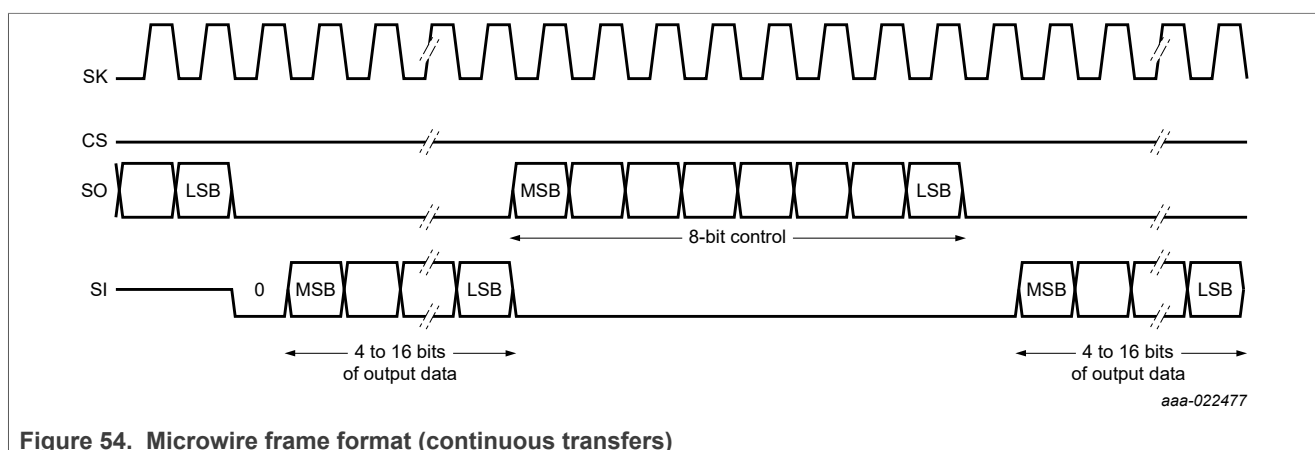 SK
CS
SO
LSB
MSB
LSB
8-bit control
SI
0
MSB
LSB
MSB
LSB
4 to 16 bits
of output data
4 to 16 bits
of output data
aaa-022477
Figure 54. Microwire frame format (continuous transfers)